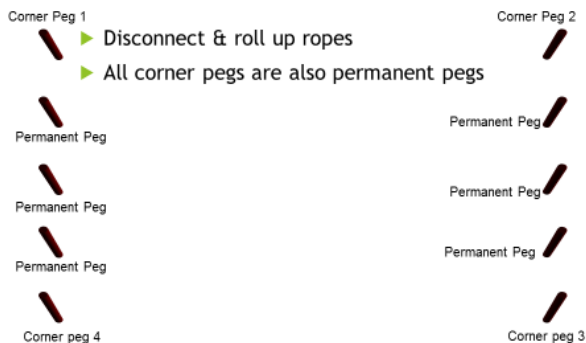 Corner Peg 1
Corner Peg 2
Disconnect & roll up ropes
All corner pegs are also permanent pegs
Permanent Peg
Permanent Peg
Permanent Peg
Permanent Peg
Permanent Peg
Permanent Peg
Corner peg 4
Corner peg 3